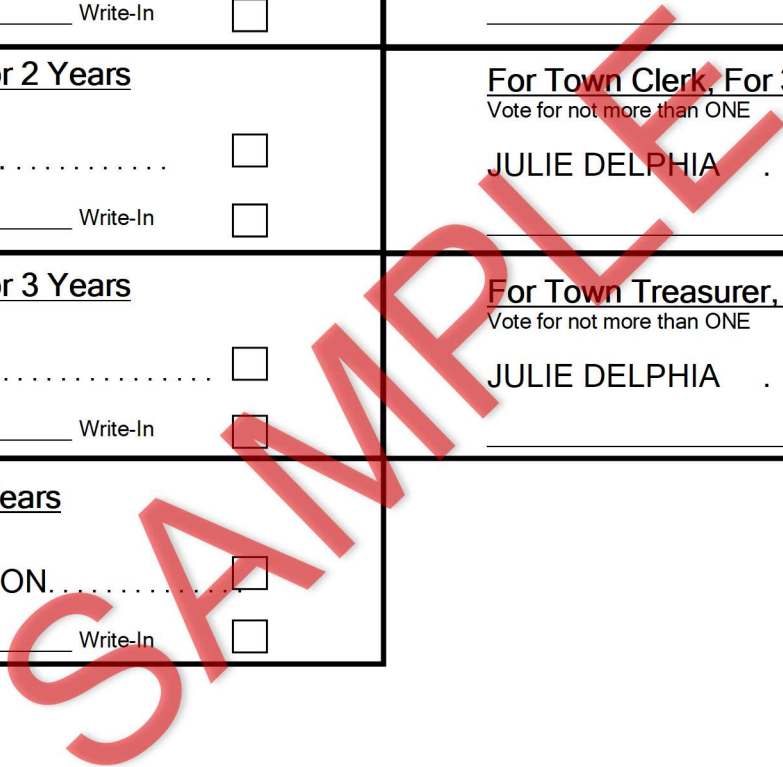 Write-In
r 2 Years
. . . . . . . . . . . .
Write-In
r 3 Years
. . . . . . . . . . . . . . .
Write-In
ears
ON. . . . . . . . . . . . . .
Write-In
For Town Clerk, For
Vote for not more than ONE
JULIE DELPHIA .
For Town Treasurer,
Vote for not more than ONE
JULIE DELPHIA .
SAMPLE